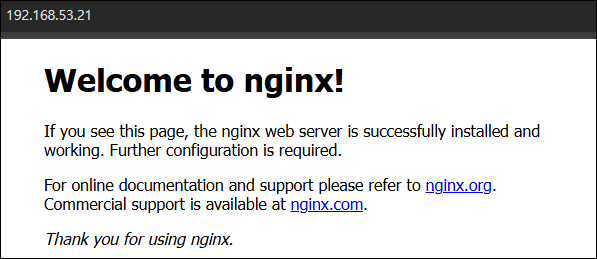 192.168.53.21
Welcome to nginx!
If you see this page, the nginx web server is successfully installed and
working. Further configuration is required.
For online documentation and support please refer to nginx.org.
Commercial support is available at nginx.com.
Thank you for using nginx.